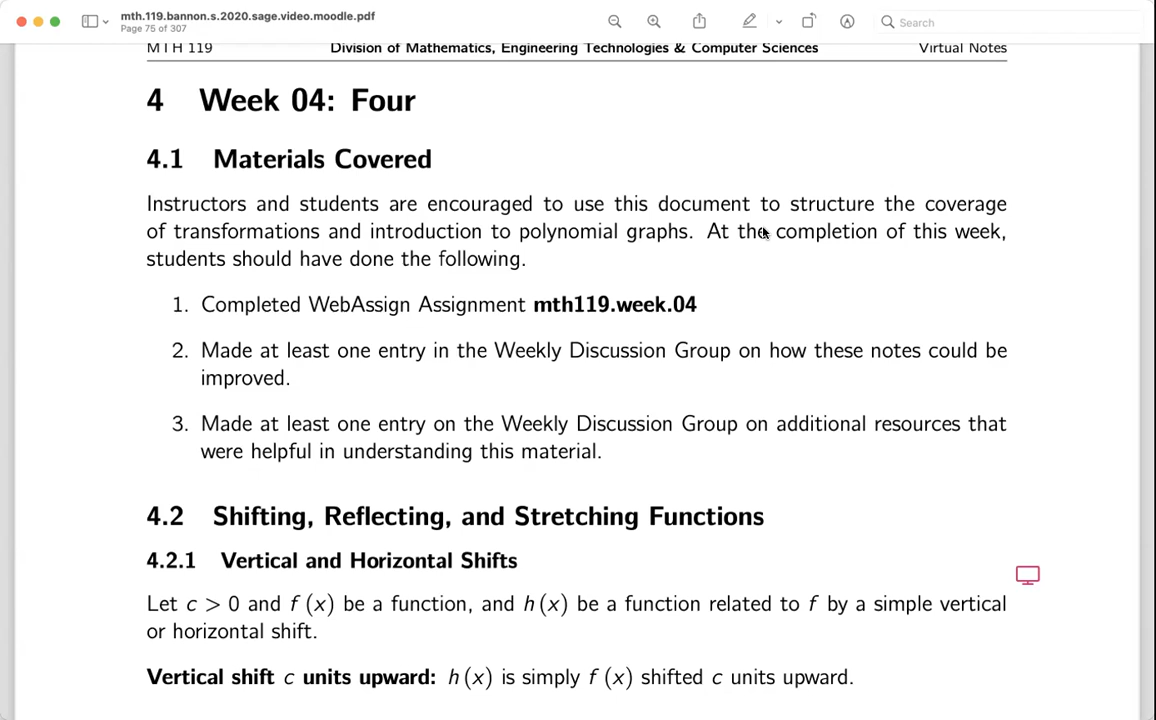 mth.119.bannon.s.2020.sage.video.moodle.pdf
Page 75 of 307
Search
MTH 119 Division of Mathematics, Engineering Technologies & Computer Sciences Virtual Notes
4 Week 04: Four
4.1 Materials Covered
Instructors and students are encouraged to use this document to structure the coverage
of transformations and introduction to polynomial graphs. At the completion of this week,
students should have done the following.
1. Completed WebAssign Assignment mth119.week.04
2. Made at least one entry in the Weekly Discussion Group on how these notes could be
improved.
3. Made at least one entry on the Weekly Discussion Group on additional resources that
were helpful in understanding this material.
4.2 Shifting, Reflecting, and Stretching Functions
4.2.1 Vertical and Horizontal Shifts
Let c > 0 and f (x) be a function, and h (x) be a function related to f by a simple vertical
or horizontal shift.
Vertical shift c units upward: h (x) is simply f (x) shifted c units upward.